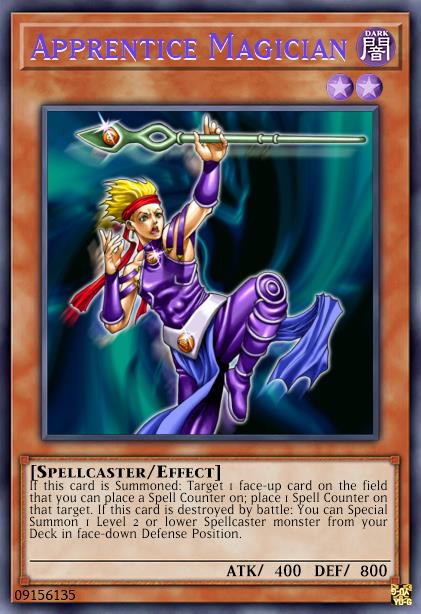 APPRENTICE MAGICIAN
DARK
闇
[SPELLCASTER/EFFECT]
If this card is Summoned: Target 1 face-up card on the field
that you can place a Spell Counter on; place 1 Spell Counter on
that target. If this card is destroyed by battle: You can Special
Summon 1 Level 2 or lower Spellcaster monster from your
Deck in face-down Defense Position.
ATK/ 400 DEF/ 800
09156135